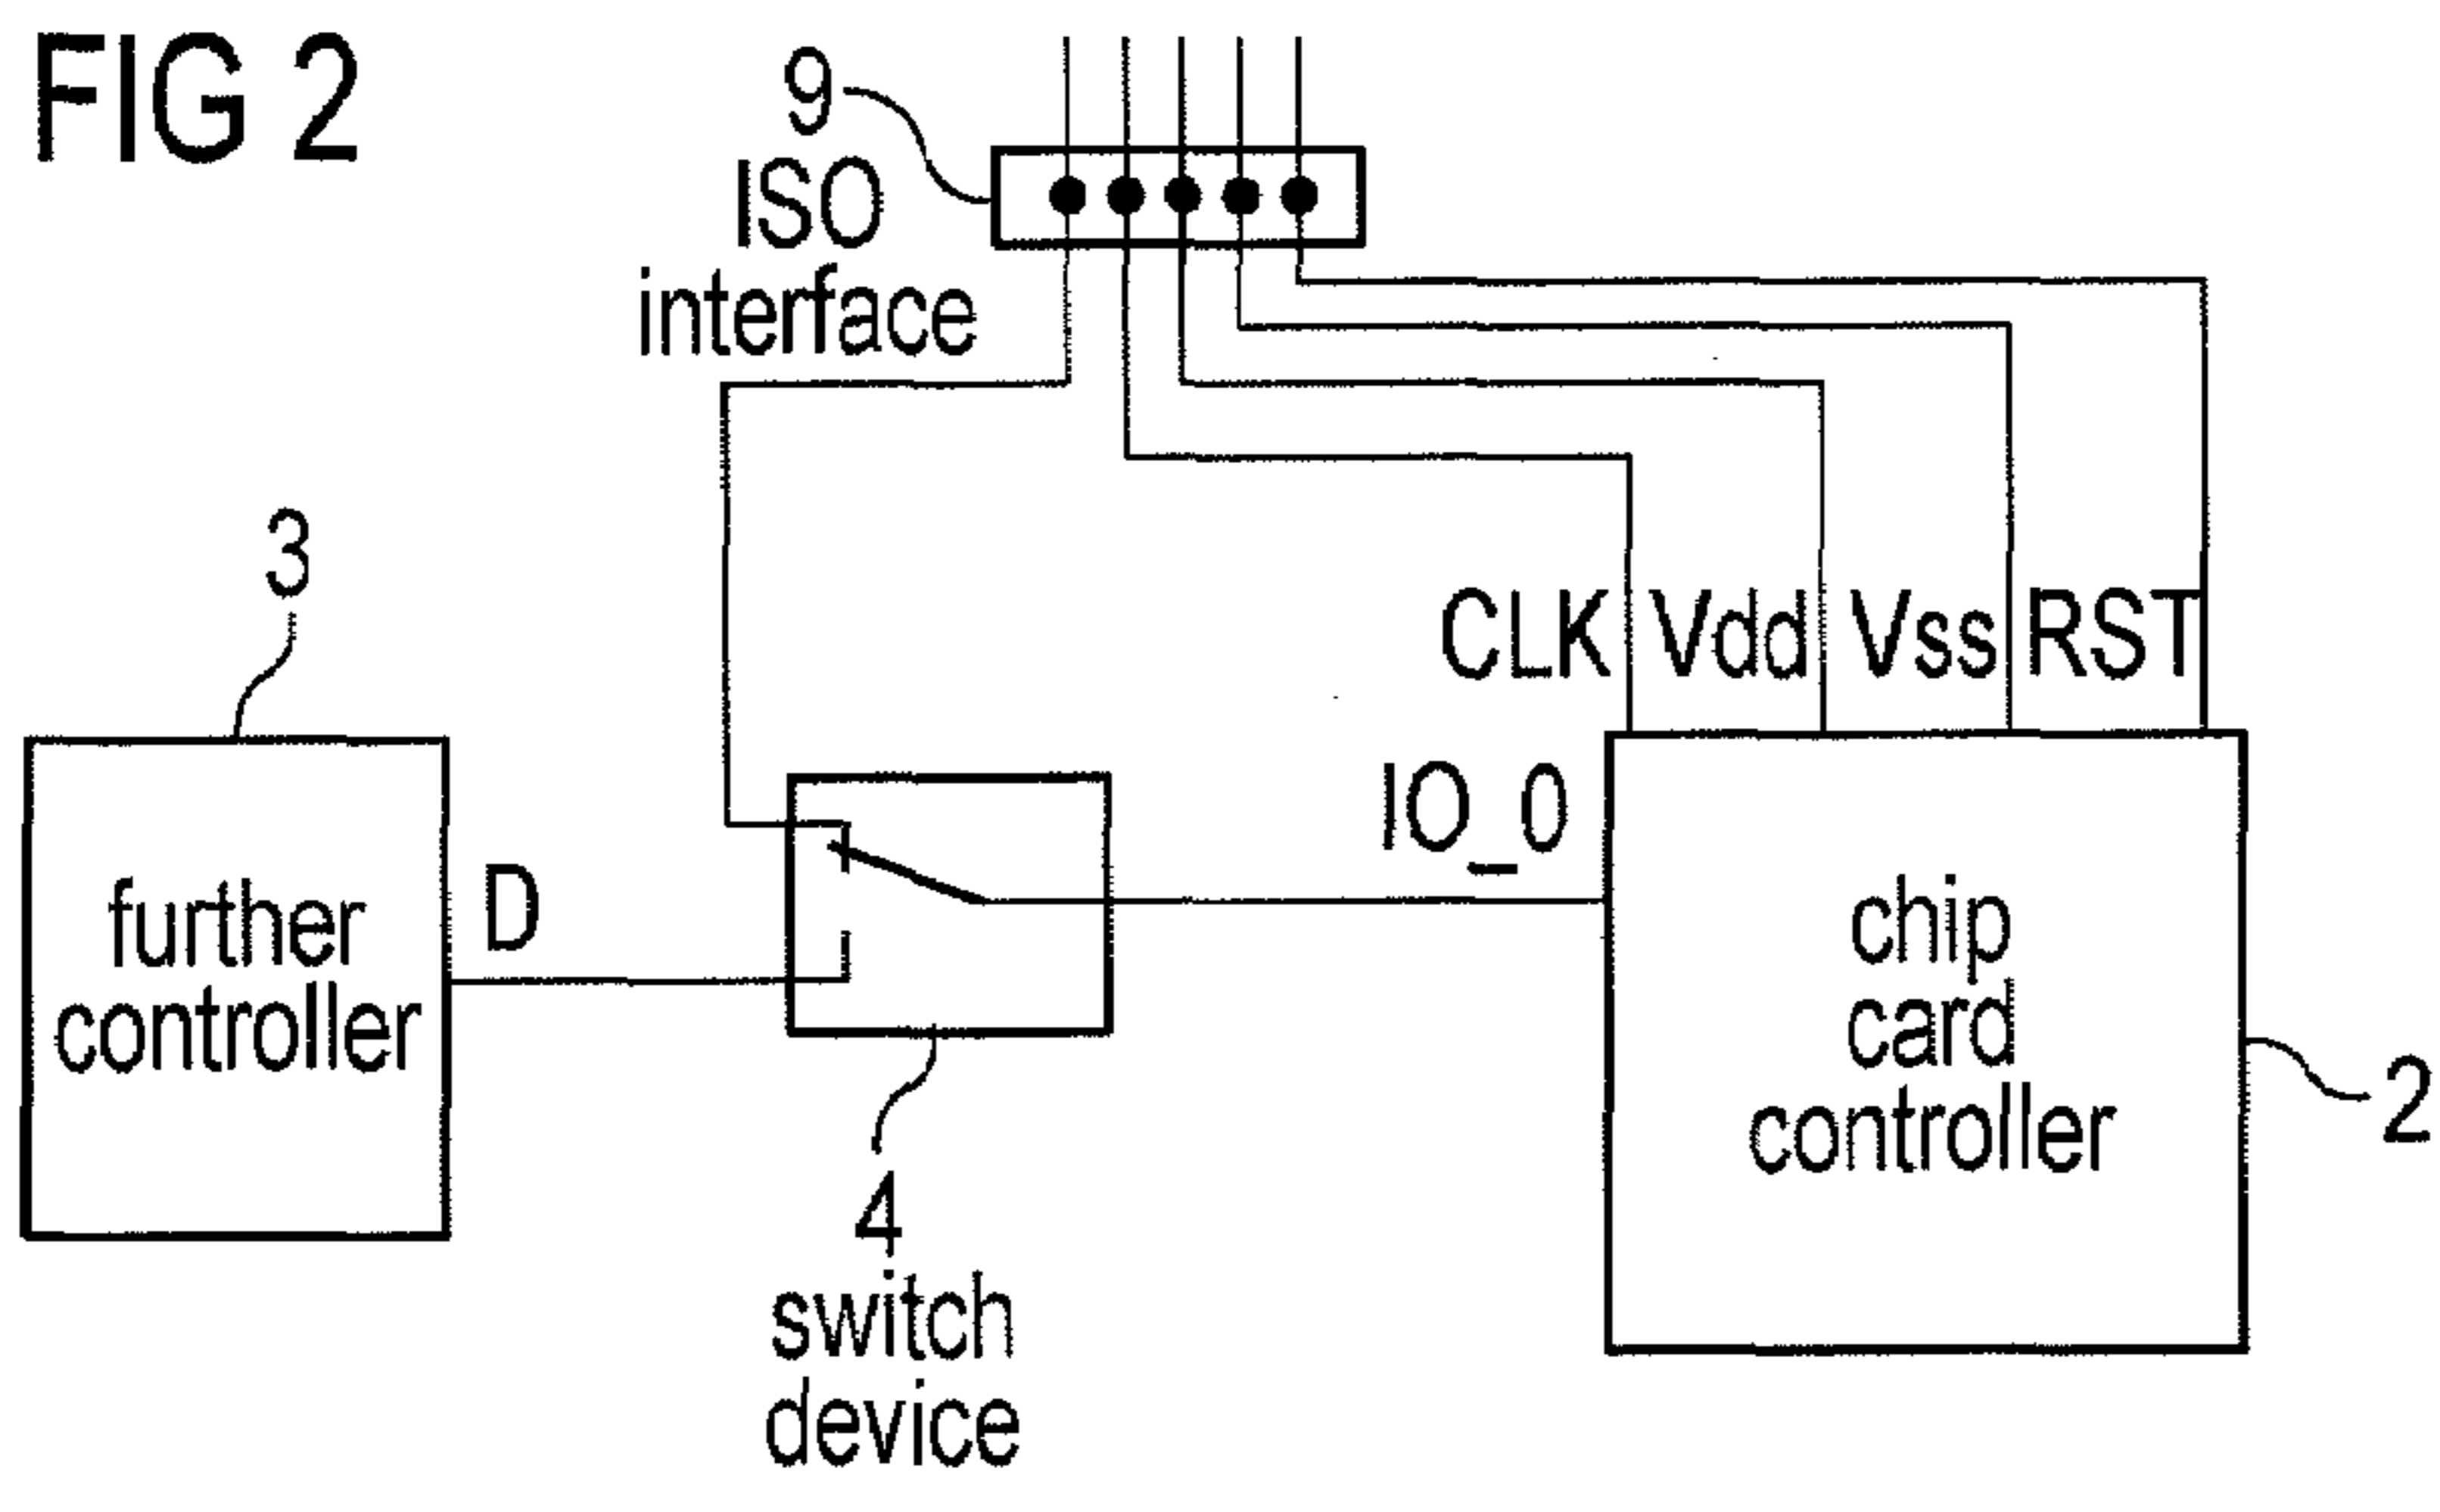 FIG 2
9
ISO
interface
3
CLK Vdd Vss RST
IO_0
D
further
controller
chip
card
controller
2
4
switch
device